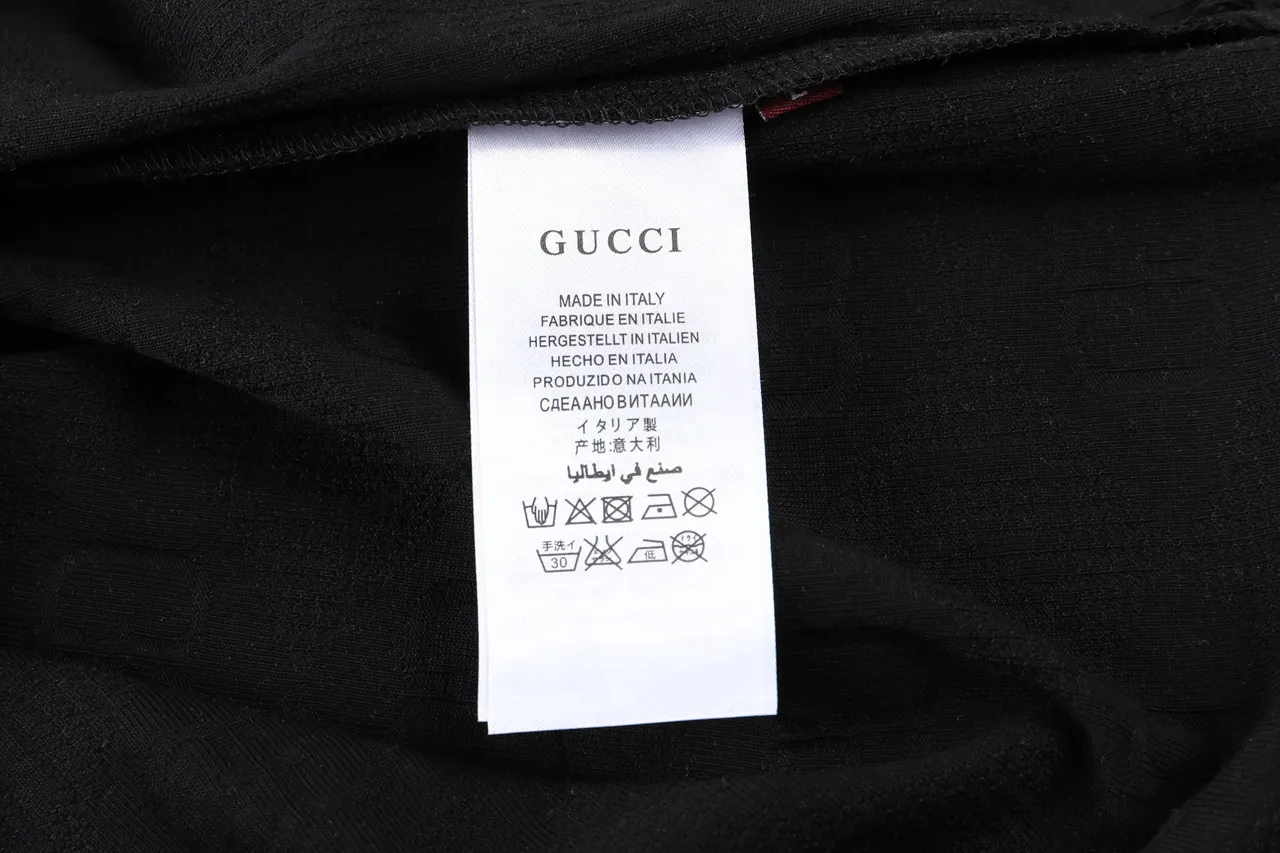 GUCCI
MADE IN ITALY
FABRIQUE EN ITALIE
HERGESTELLT IN ITALIEN
HECHO EN ITALIA
PRODUZIDO NA ITANIA
СДЕААНО В ИТААИИ
イタリア製
产地:意大利
صنع في ايطاليا
手洗イ
30
低